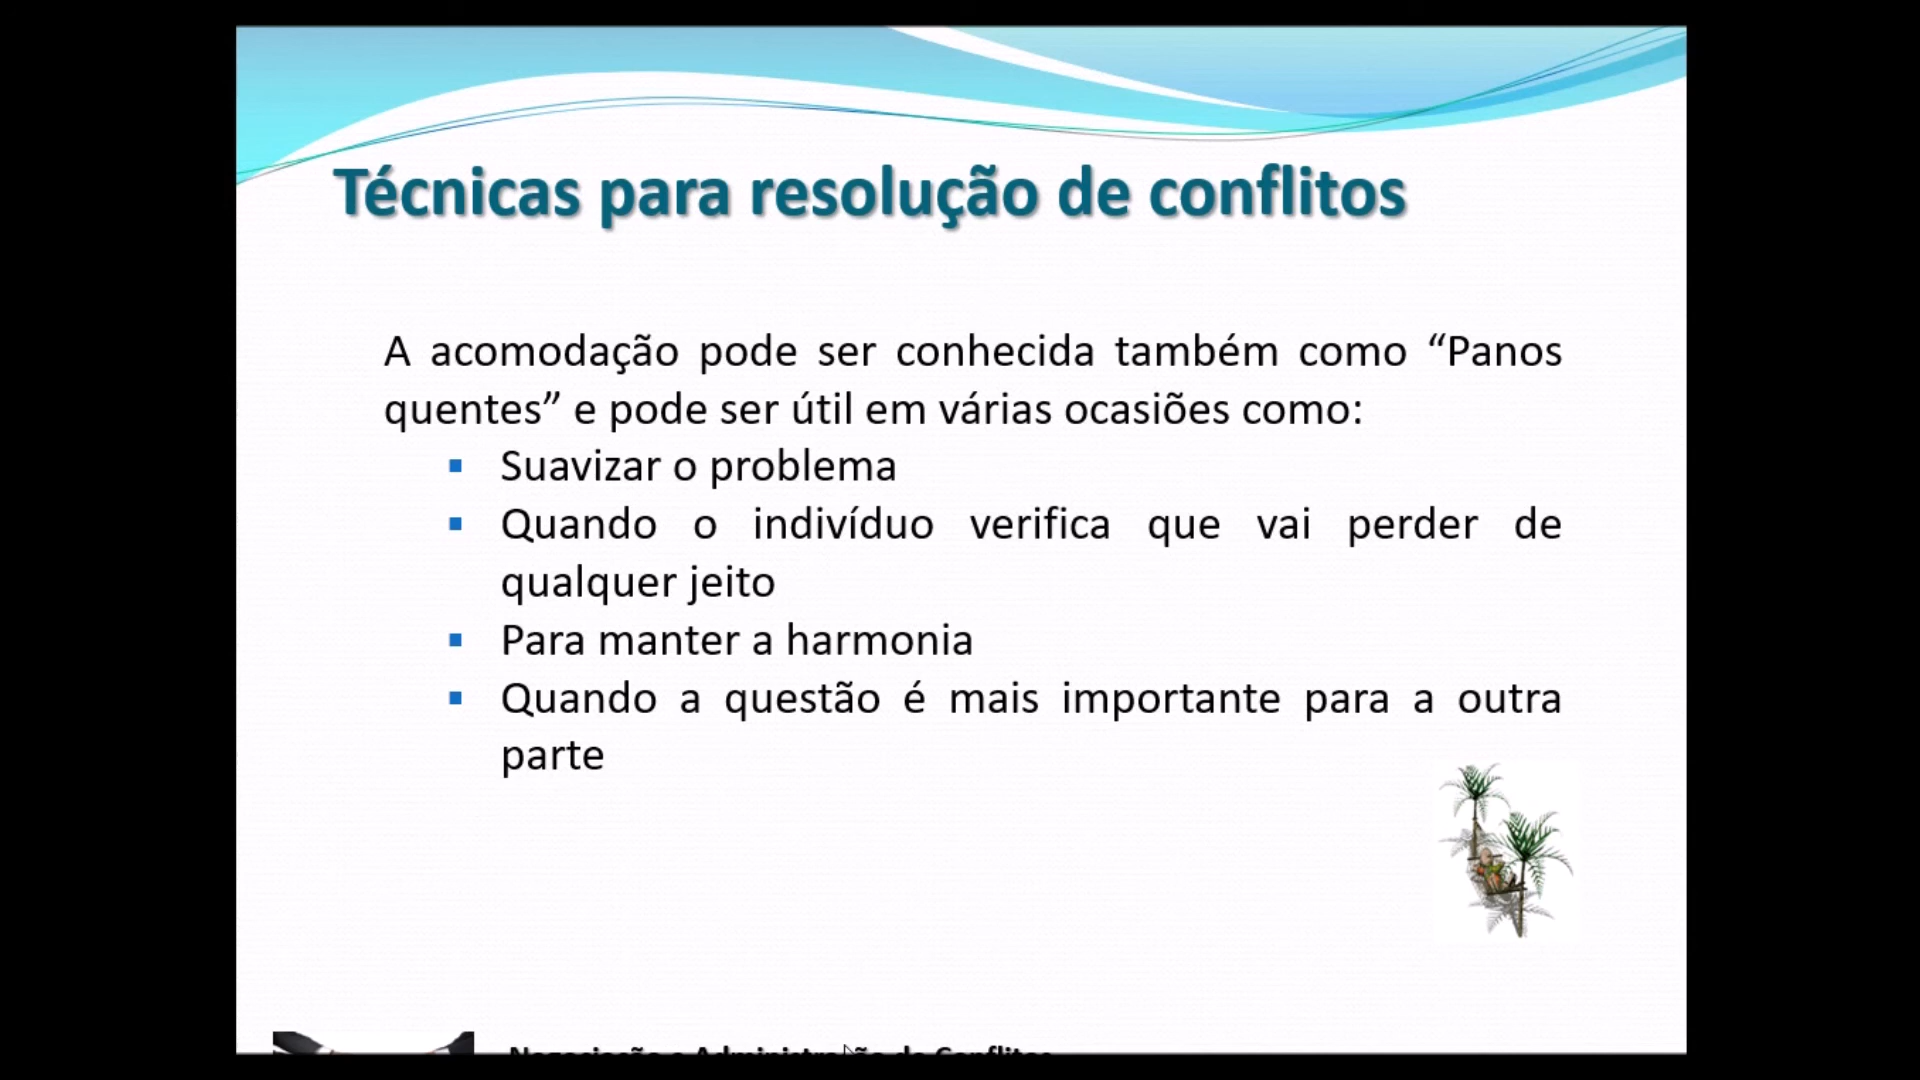 Técnicas para resolução de conflitos
A acomodação pode ser conhecida também como “Panos
quentes” e pode ser útil em várias ocasiões como:
▪ Suavizar o problema
▪ Quando o indivíduo verifica que vai perder de
qualquer jeito
▪ Para manter a harmonia
▪ Quando a questão é mais importante para a outra
parte
Negociação e Administração de Conflitos